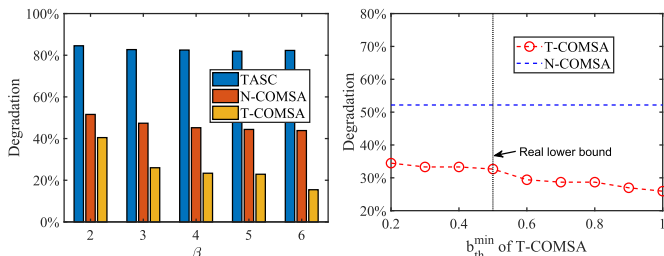 100%
80%
60%
40%
20%
0%
Degradation
2
3
4
5
6
β
TASC
N-COMSA
T-COMSA
80%
70%
60%
50%
40%
30%
20%
Degradation
0.2
0.4
0.6
0.8
1
b_th^min of T-COMSA
T-COMSA
N-COMSA
Real lower bound